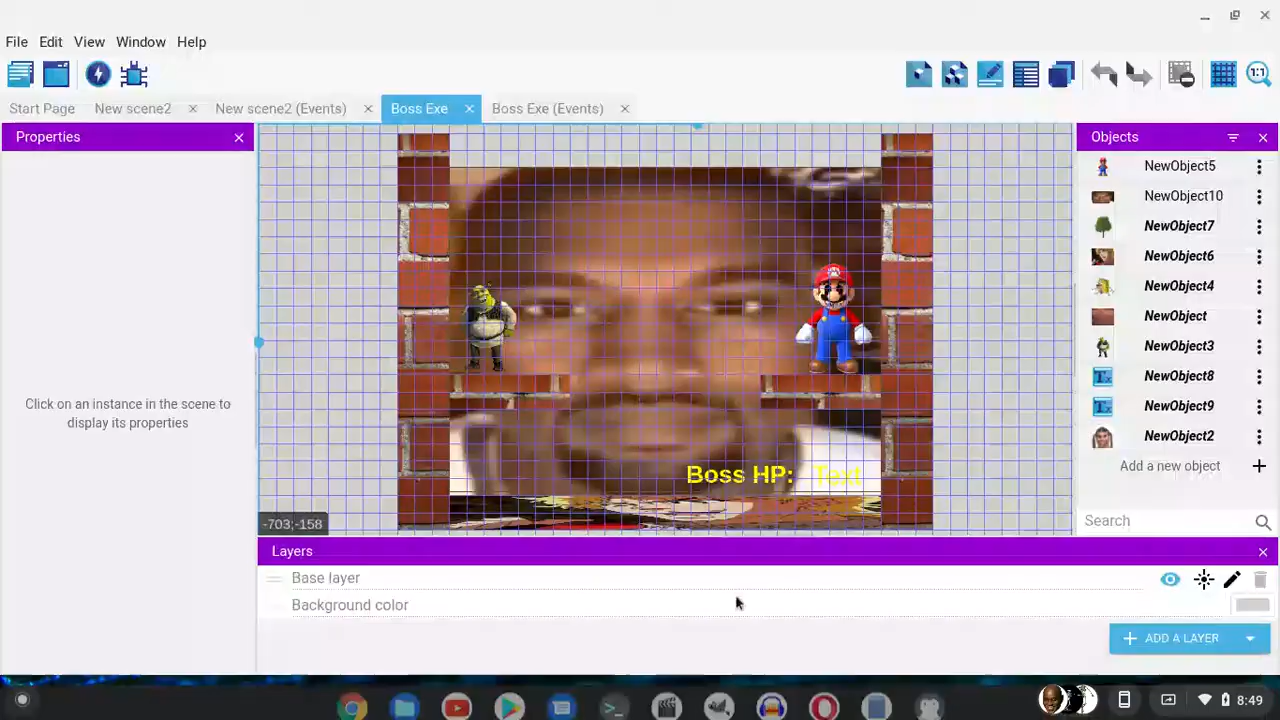 File Edit View Window Help
1:1
Start Page New scene2 New scene2 (Events) Boss Exe Boss Exe (Events)
Properties
Click on an instance in the scene to
display its properties
Boss HP: Text
-703;-158
Objects
NewObject5
NewObject10
NewObject7
NewObject6
NewObject4
NewObject
NewObject3
NewObject8
NewObject9
NewObject2
Add a new object
Search
Layers
Base layer
Background color
ADD A LAYER
8:49